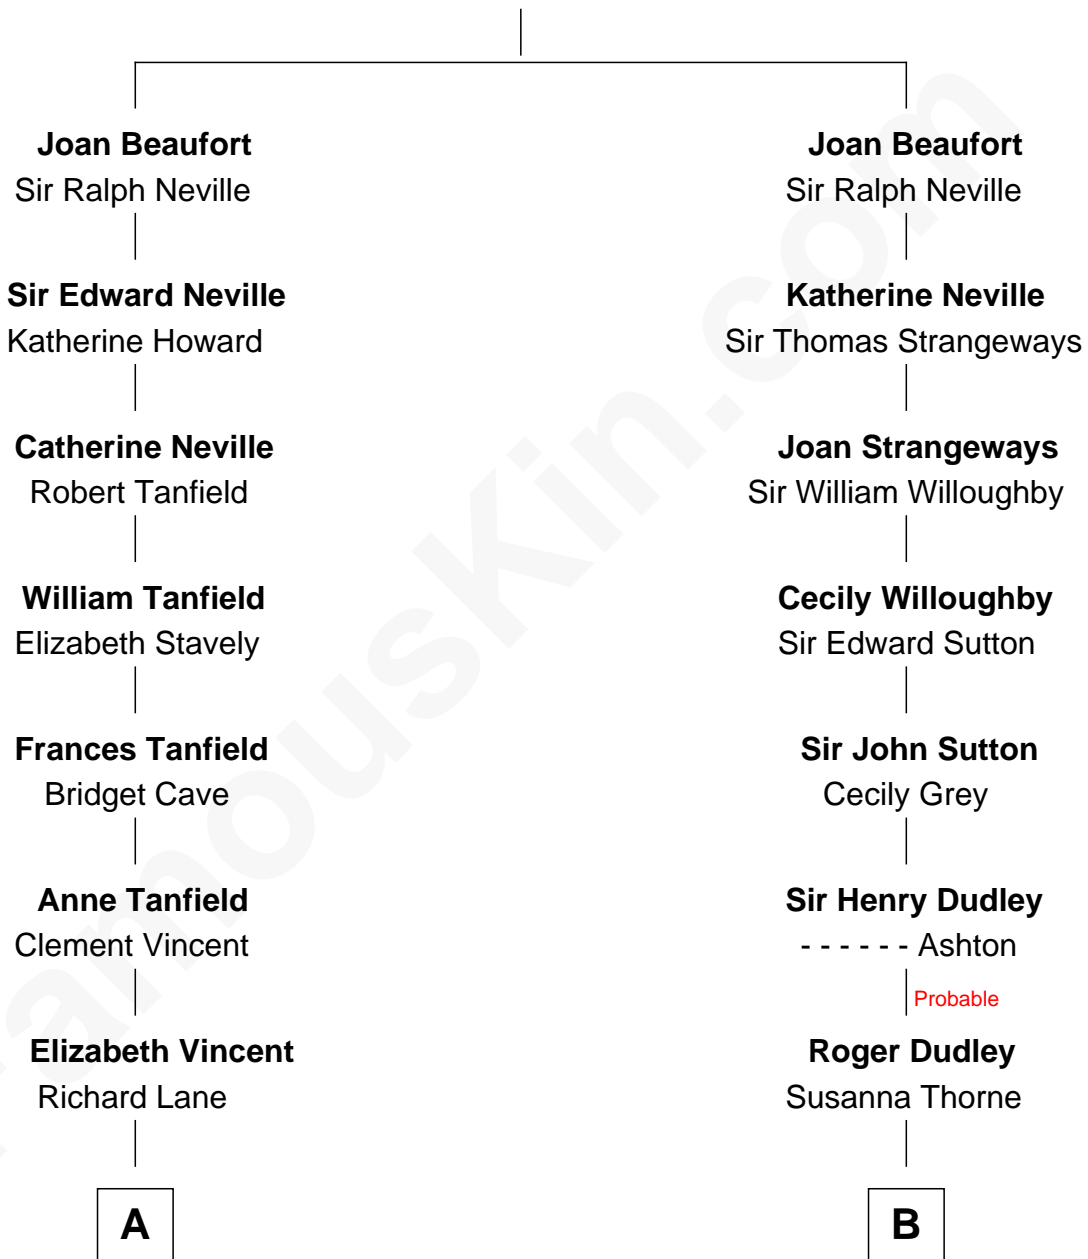 Joan Beaufort
Sir Ralph Neville
Sir Edward Neville
Katherine Howard
Catherine Neville
Robert Tanfield
William Tanfield
Elizabeth Stavely
Frances Tanfield
Bridget Cave
Anne Tanfield
Clement Vincent
Elizabeth Vincent
Richard Lane
A
Joan Beaufort
Sir Ralph Neville
Katherine Neville
Sir Thomas Strangeways
Joan Strangeways
Sir William Willoughby
Cecily Willoughby
Sir Edward Sutton
Sir John Sutton
Cecily Grey
Sir Henry Dudley
- - - - - - Ashton
Probable
Roger Dudley
Susanna Thorne
B
FamousKin.com